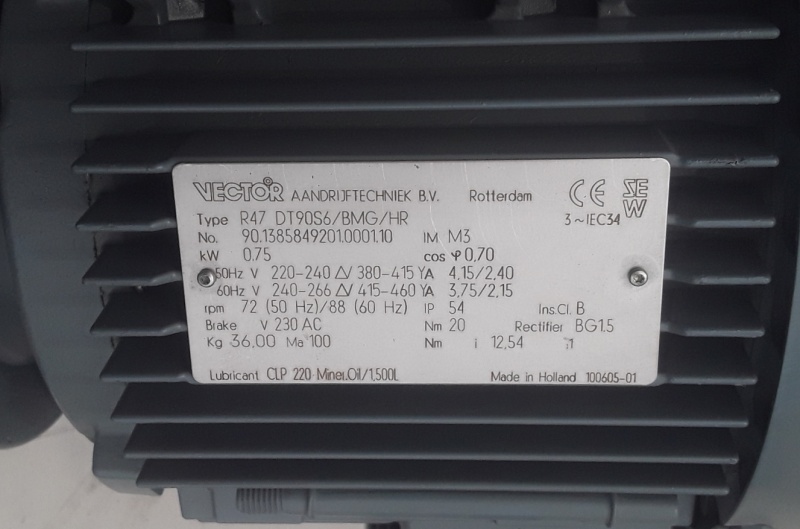 VECTOR AANDRIJFTECHNIEK B.V. Rotterdam CE SEW
Type R47 DT90S6/BMG/HR 3~IEC34
No. 90.1385849201.0001.10 IM M3
kW 0.75 cos φ 0,70
50Hz V 220-240 △/ 380-415 Y A 4,15/2,40
60Hz V 240-266 △/ 415-460 Y A 3,75/2,15
rpm 72 (50 Hz)/88 (60 Hz) IP 54 Ins.Cl. B
Brake V 230 AC Nm 20 Rectifier BG1.5
Kg 36,00 Ma 100 Nm i 12,54 :1
Lubricant CLP 220 Miner.Oil/1,500L Made in Holland 100605-01